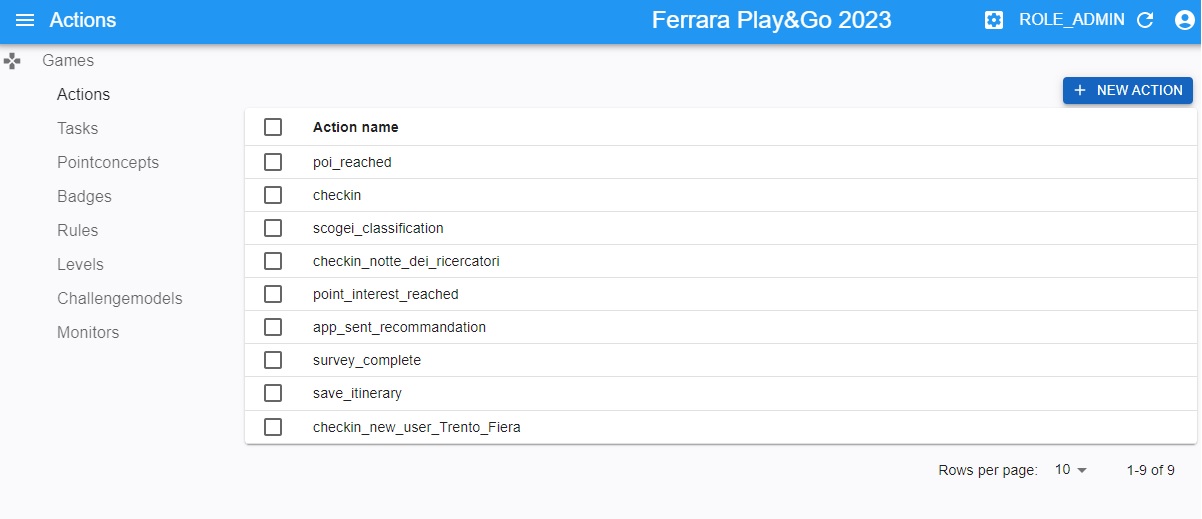 Actions
Ferrara Play&Go 2023
ROLE_ADMIN
Games
Actions
Tasks
Pointconcepts
Badges
Rules
Levels
Challengemodels
Monitors
+ NEW ACTION
Action name
poi_reached
checkin
scogei_classification
checkin_notte_dei_ricercatori
point_interest_reached
app_sent_recommandation
survey_complete
save_itinerary
checkin_new_user_Trento_Fiera
Rows per page: 10 1-9 of 9